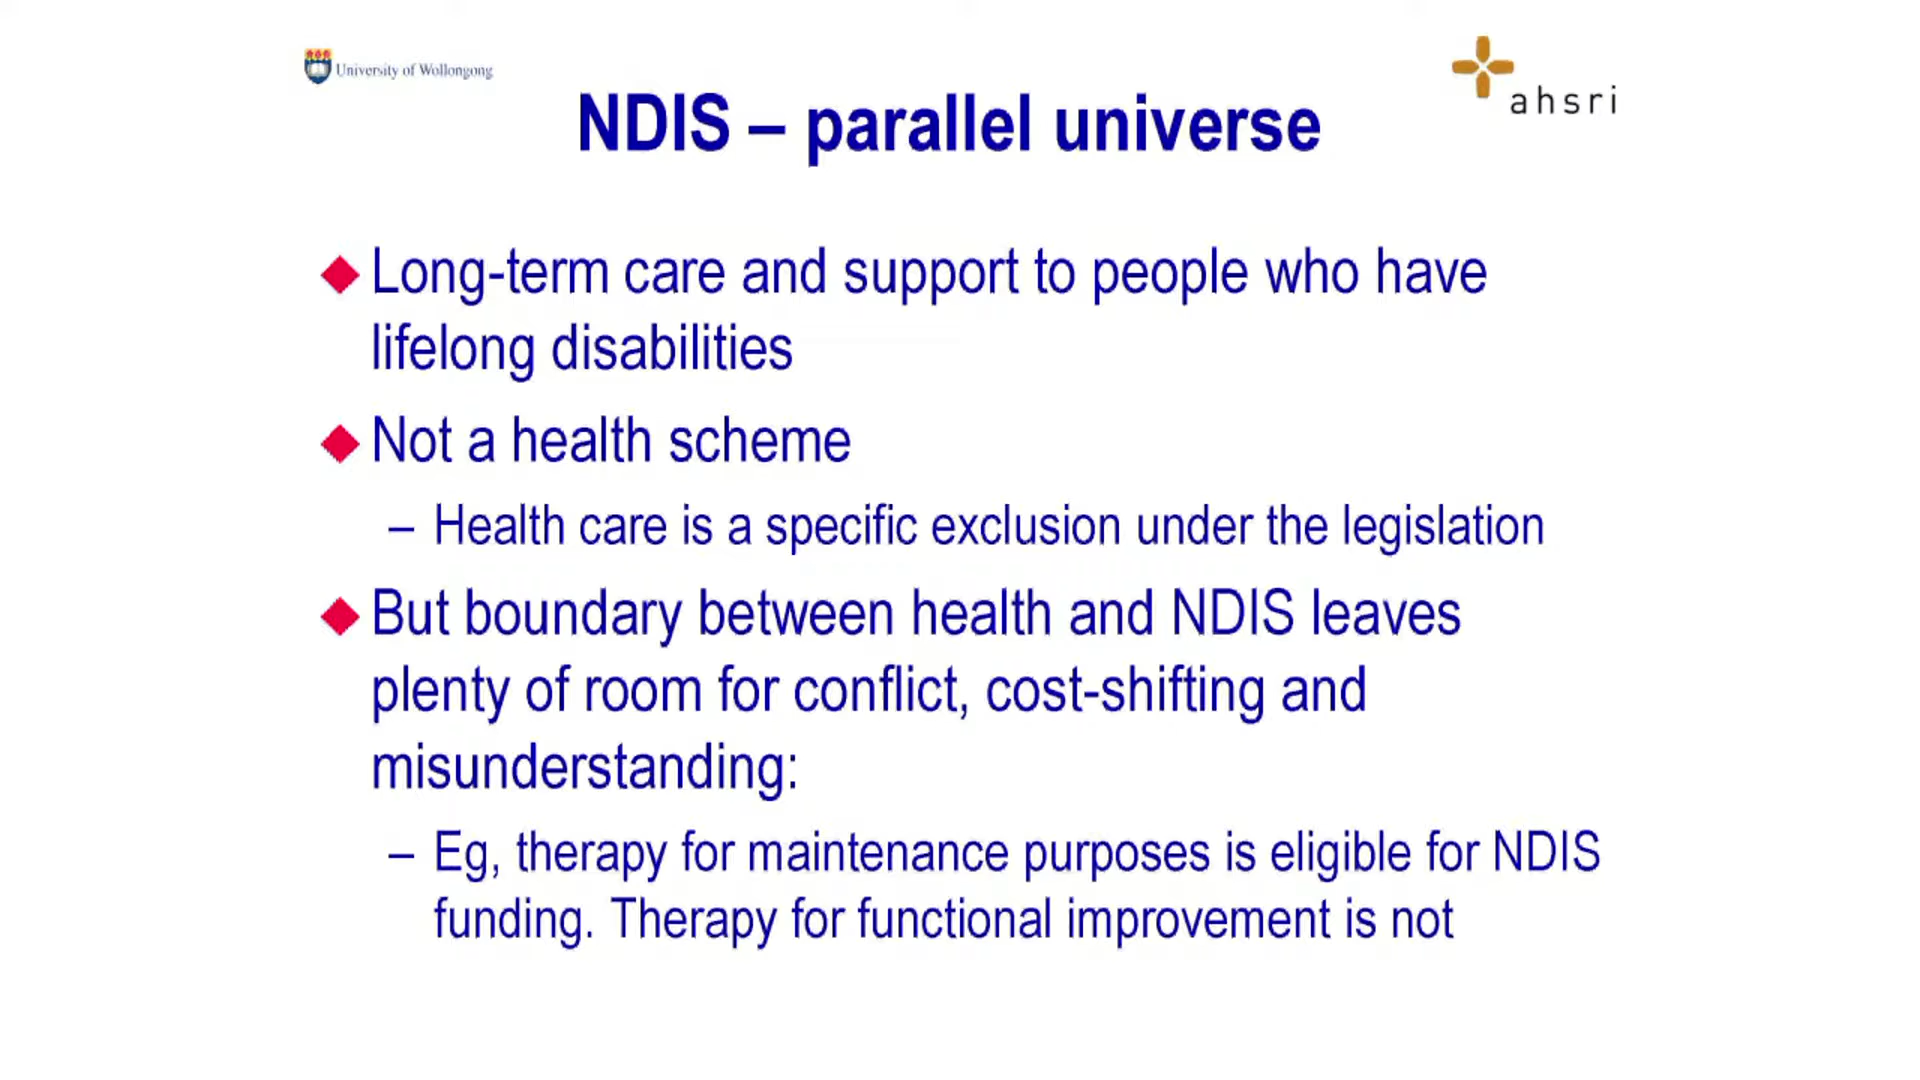 University of Wollongong
ahsri
NDIS – parallel universe
Long-term care and support to people who have
lifelong disabilities
Not a health scheme
– Health care is a specific exclusion under the legislation
But boundary between health and NDIS leaves
plenty of room for conflict, cost-shifting and
misunderstanding:
– Eg, therapy for maintenance purposes is eligible for NDIS
funding. Therapy for functional improvement is not